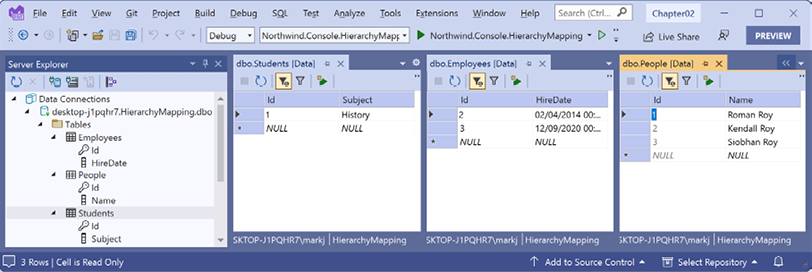 File Edit View Git Project Build Debug SQL Test Analyze Tools Extensions Window Help Search (Ctrl... Chapter02
Debug Northwind.Console.HierarchyMapp Northwind.Console.HierarchyMapping Live Share PREVIEW
Server Explorer
Data Connections
desktop-j1pqhr7.HierarchyMapping.dbo
Tables
Employees
Id
HireDate
People
Id
Name
Students
Id
Subject
dbo.Students [Data]
Id Subject
1 History
NULL NULL
SKTOP-J1PQHR7\markj HierarchyMapping
dbo.Employees [Data]
Id HireDate
2 02/04/2014 00:...
3 12/09/2020 00:...
NULL NULL
SKTOP-J1PQHR7\markj HierarchyMapping
dbo.People [Data]
Id Name
1 Roman Roy
2 Kendall Roy
3 Siobhan Roy
NULL NULL
SKTOP-J1PQHR7\markj HierarchyMapping
3 Rows | Cell is Read Only Add to Source Control Select Repository